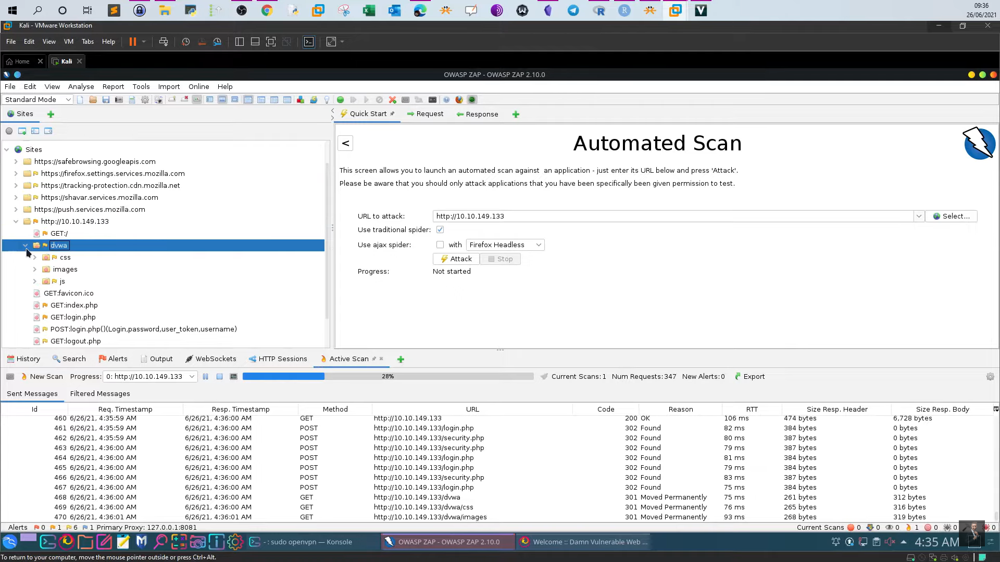 09:36
26/06/2021
Kali - VMware Workstation
File Edit View VM Tabs Help
Home Kali
OWASP ZAP - OWASP ZAP 2.10.0
File Edit View Analyse Report Tools Import Online Help
Standard Mode
Sites
Quick Start Request Response
Sites
https://safebrowsing.googleapis.com
https://firefox.settings.services.mozilla.com
https://tracking-protection.cdn.mozilla.net
https://shavar.services.mozilla.com
https://push.services.mozilla.com
http://10.10.149.133
GET:/
dvwa
css
images
js
GET:favicon.ico
GET:index.php
GET:login.php
POST:login.php()(Login,password,user_token,username)
GET:logout.php
<
Automated Scan
This screen allows you to launch an automated scan against an application - just enter its URL below and press 'Attack'.
Please be aware that you should only attack applications that you have been specifically been given permission to test.
URL to attack: http://10.10.149.133 Select...
Use traditional spider:
Use ajax spider: with Firefox Headless
Attack Stop
Progress: Not started
History Search Alerts Output WebSockets HTTP Sessions Active Scan
New Scan Progress: 0: http://10.10.149.133 28% Current Scans:1 Num Requests:347 New Alerts:0 Export
Sent Messages Filtered Messages
Id Req. Timestamp Resp. Timestamp Method URL Code Reason RTT Size Resp. Header Size Resp. Body
460 6/26/21, 4:35:59 AM 6/26/21, 4:36:00 AM GET http://10.10.149.133 200 OK 106 ms 474 bytes 6,728 bytes
461 6/26/21, 4:35:59 AM 6/26/21, 4:36:00 AM POST http://10.10.149.133/login.php 302 Found 82 ms 384 bytes 0 bytes
462 6/26/21, 4:35:59 AM 6/26/21, 4:36:00 AM POST http://10.10.149.133/security.php 302 Found 80 ms 387 bytes 0 bytes
463 6/26/21, 4:36:00 AM 6/26/21, 4:36:00 AM POST http://10.10.149.133/security.php 302 Found 79 ms 387 bytes 0 bytes
464 6/26/21, 4:36:00 AM 6/26/21, 4:36:00 AM POST http://10.10.149.133/login.php 302 Found 81 ms 384 bytes 0 bytes
465 6/26/21, 4:36:00 AM 6/26/21, 4:36:00 AM POST http://10.10.149.133/login.php 302 Found 79 ms 384 bytes 0 bytes
466 6/26/21, 4:36:00 AM 6/26/21, 4:36:00 AM POST http://10.10.149.133/security.php 302 Found 83 ms 387 bytes 0 bytes
467 6/26/21, 4:36:00 AM 6/26/21, 4:36:00 AM POST http://10.10.149.133/login.php 302 Found 75 ms 384 bytes 0 bytes
468 6/26/21, 4:36:00 AM 6/26/21, 4:36:00 AM GET http://10.10.149.133/dvwa 301 Moved Permanently 75 ms 261 bytes 312 bytes
469 6/26/21, 4:36:00 AM 6/26/21, 4:36:00 AM GET http://10.10.149.133/dvwa/css 301 Moved Permanently 76 ms 265 bytes 316 bytes
470 6/26/21, 4:36:01 AM 6/26/21, 4:36:01 AM GET http://10.10.149.133/dvwa/images 301 Moved Permanently 93 ms 268 bytes 319 bytes
Alerts 0 1 6 1 Primary Proxy: 127.0.0.1:8081 Current Scans 0 0 0 1 0 0 0
- : sudo openvpn — Konsole OWASP ZAP - OWASP ZAP 2.10.0 Welcome :: Damn Vulnerable Web ... 4:35 AM
To return to your computer, move the mouse pointer outside or press Ctrl+Alt.